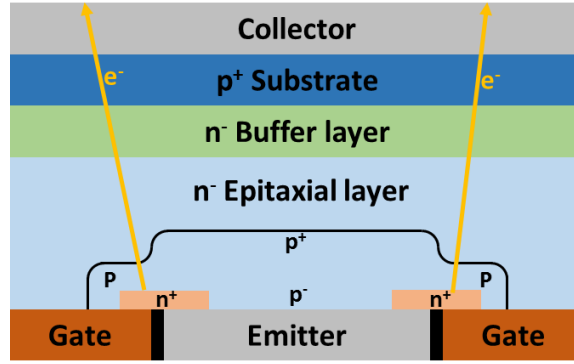 Collector
e⁻ p⁺ Substrate e⁻
n⁻ Buffer layer
n⁻ Epitaxial layer
p⁺
P P
n⁺ p⁻ n⁺
Gate Emitter Gate